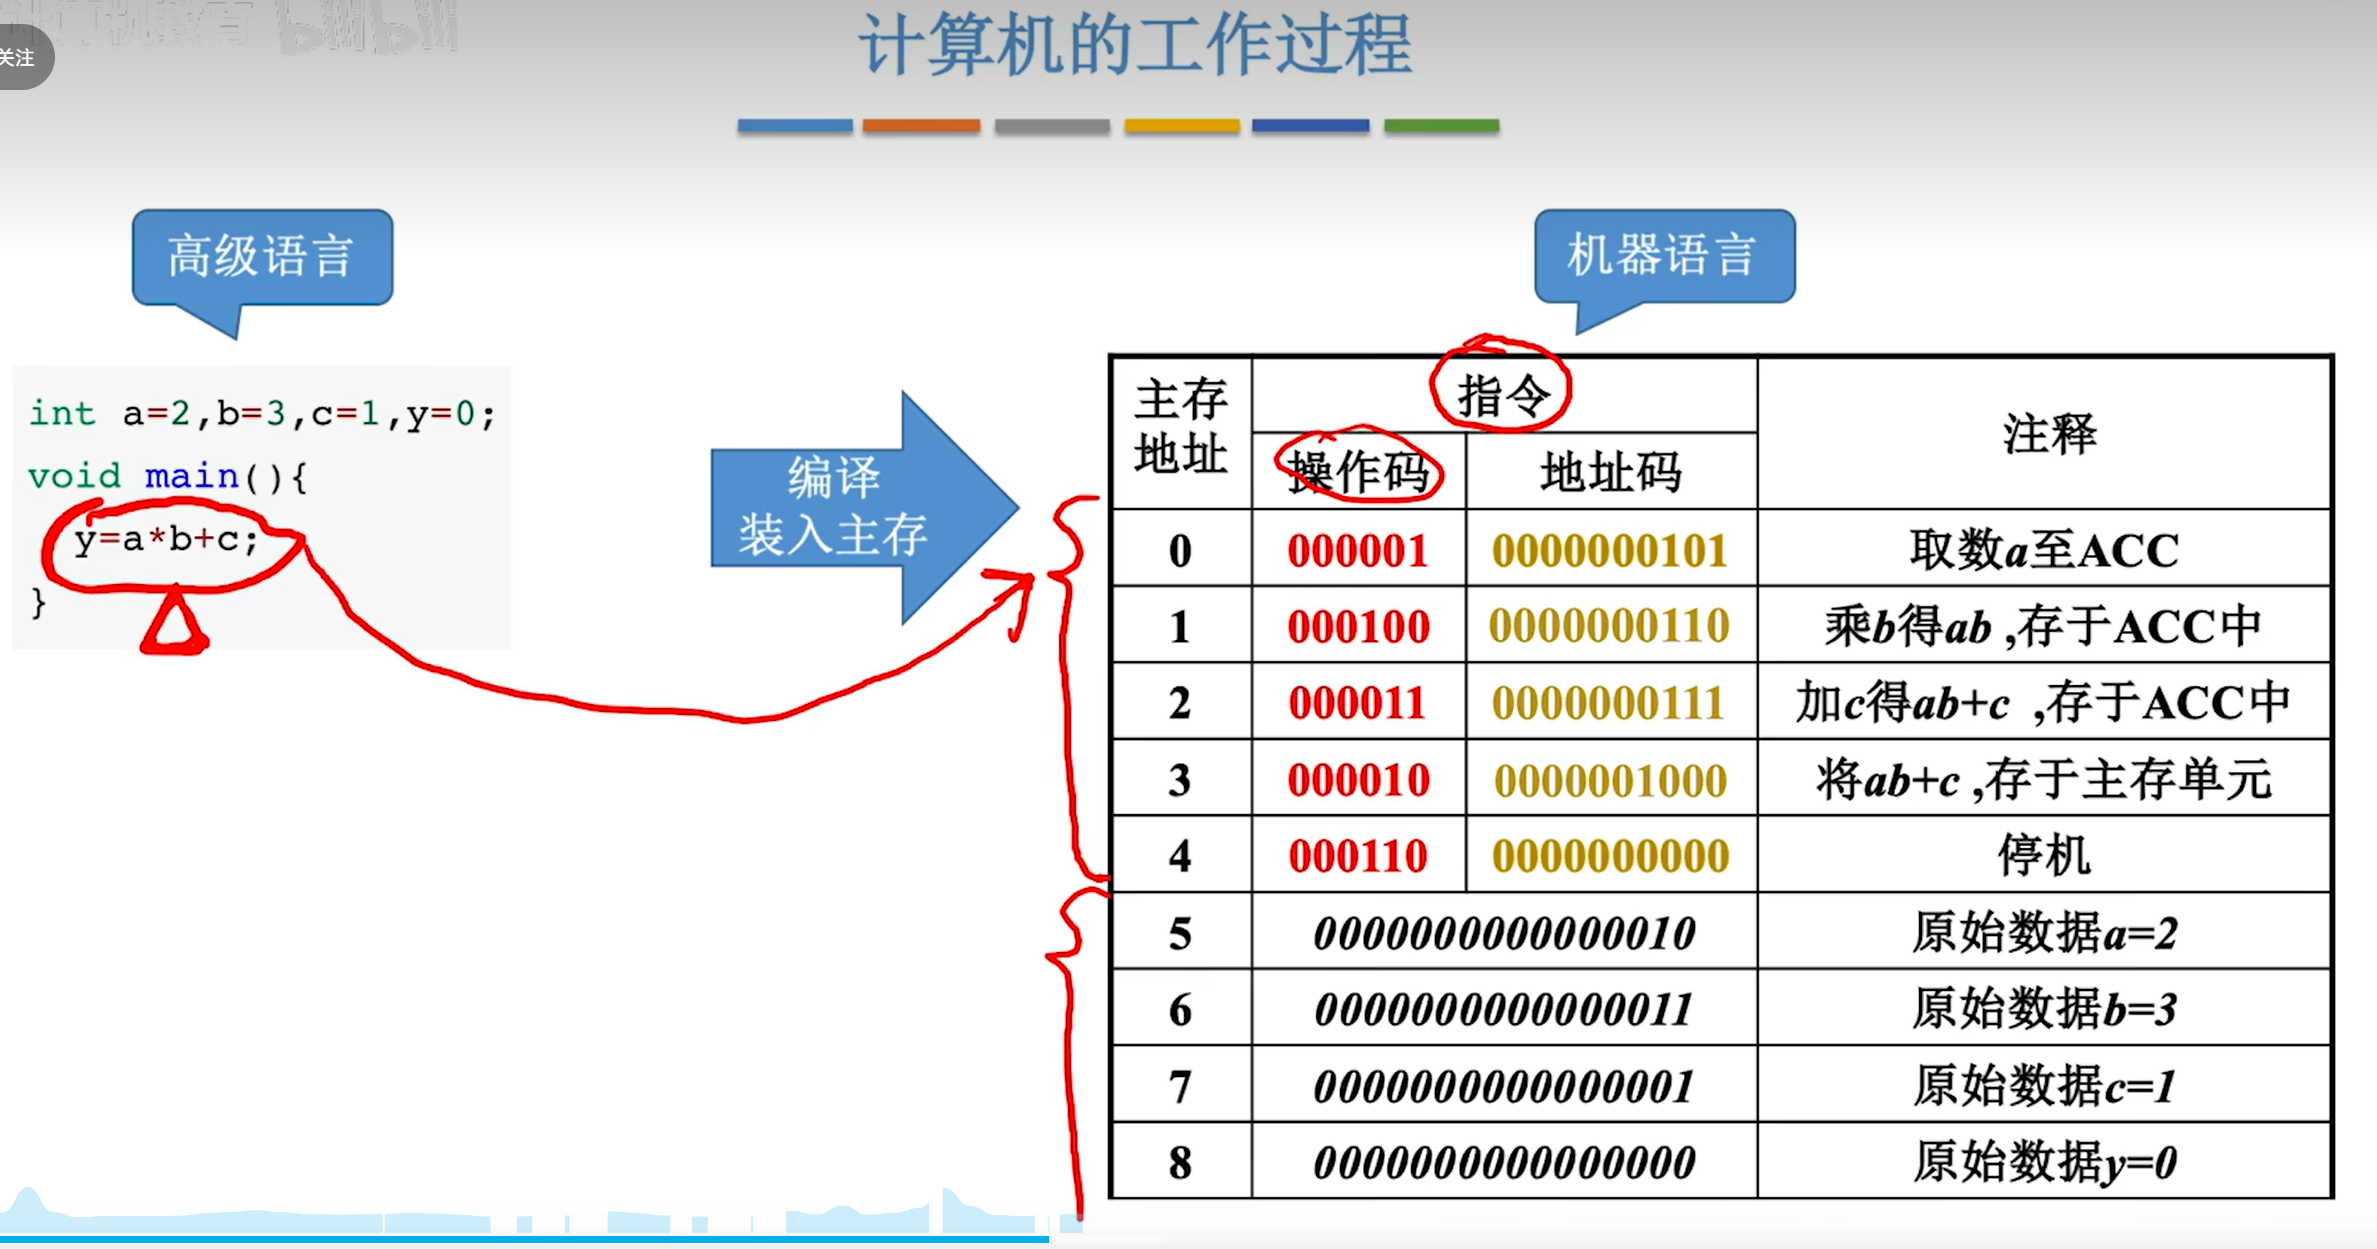 计算机教育 bilibili
关注
计算机的工作过程
高级语言
机器语言
int a=2,b=3,c=1,y=0;
void main(){
y=a*b+c;
}
编译
装入主存
主存地址 指令 注释
操作码 地址码
0 000001 0000000101 取数a至ACC
1 000100 0000000110 乘b得ab ,存于ACC中
2 000011 0000000111 加c得ab+c ,存于ACC中
3 000010 0000001000 将ab+c ,存于主存单元
4 000110 0000000000 停机
5 0000000000000010 原始数据a=2
6 0000000000000011 原始数据b=3
7 0000000000000001 原始数据c=1
8 0000000000000000 原始数据y=0